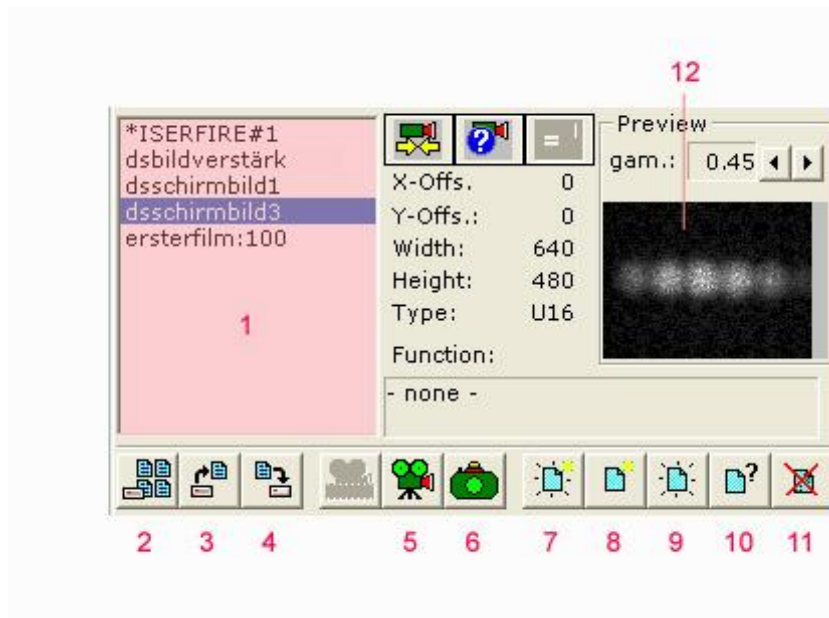 12
*ISERFIRE#1
dsbildverstärk
dsschirmbild1
dsschirmbild3
ersterfilm:100
1
X-Offs. 0
Y-Offs.: 0
Width: 640
Height: 480
Type: U16
Function:
- none -
Preview
gam.: 0.45
2 3 4 5 6 7 8 9 10 11